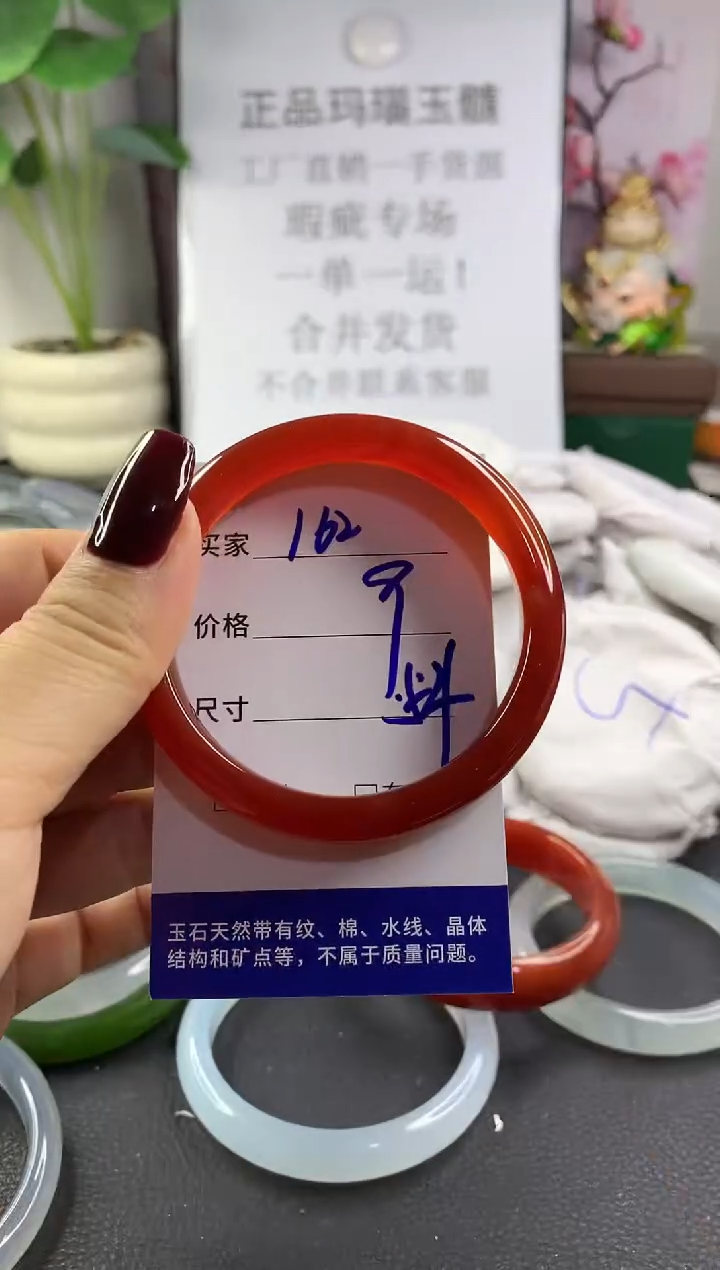 正品玛瑙玉髓
工厂直销一手货源
瑕疵专场
一单一运！
合并发货
不合并联系客服
买家 162
价格
尺寸
料
玉石天然带有纹、棉、水线、晶体
结构和矿点等，不属于质量问题。